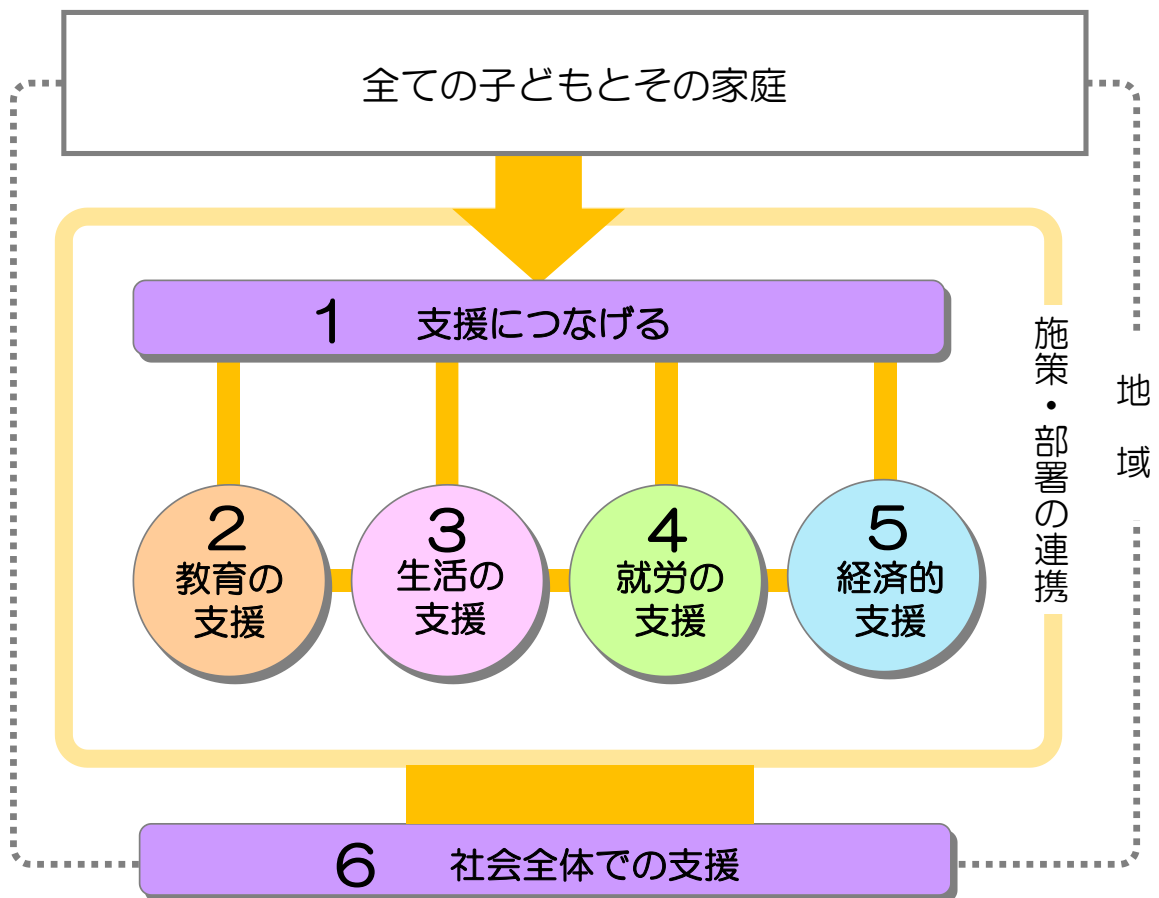 全ての子どもとその家庭
1 支援につなげる
2
教育の
支援
3
生活の
支援
4
就労の
支援
5
経済的
支援
施策・部署の連携
地域
6 社会全体での支援